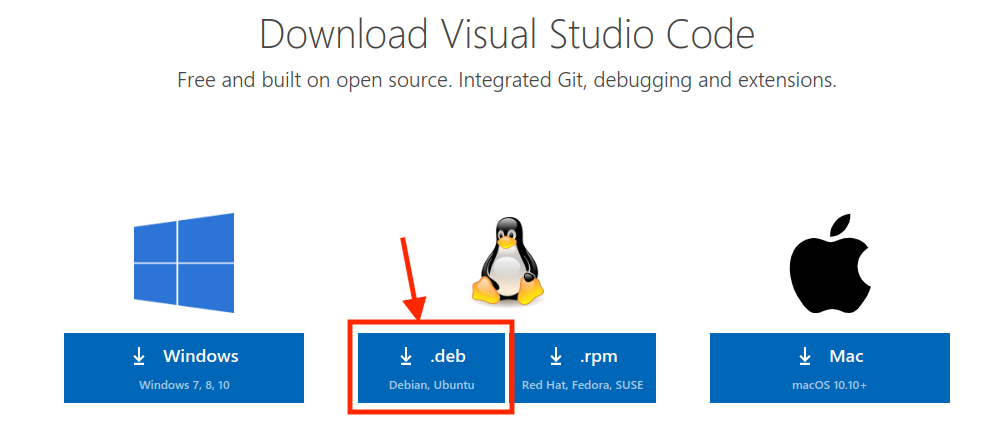 Download Visual Studio Code
Free and built on open source. Integrated Git, debugging and extensions.
Windows
Windows 7, 8, 10
.deb
Debian, Ubuntu
.rpm
Red Hat, Fedora, SUSE
Mac
macOS 10.10+